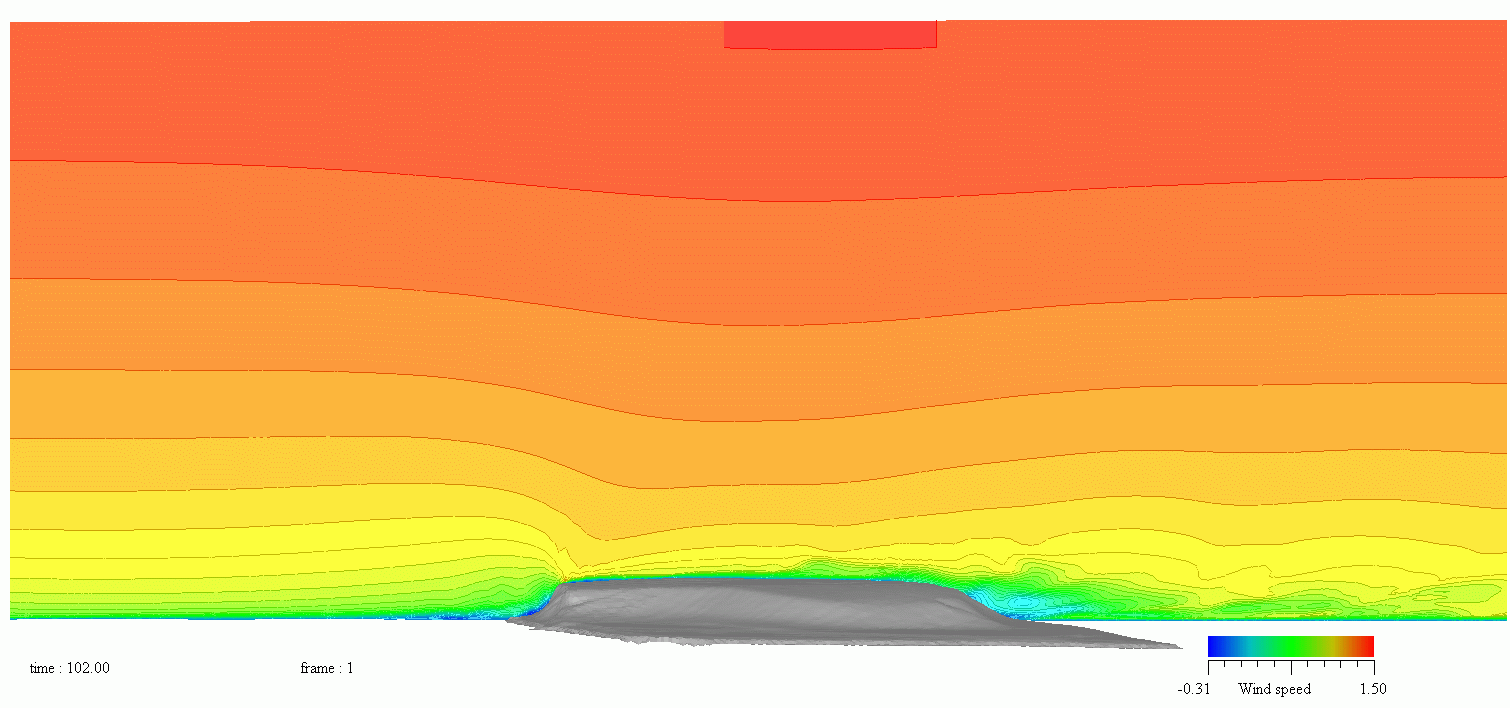 time : 102.00
frame : 1
-0.31 Wind speed 1.50